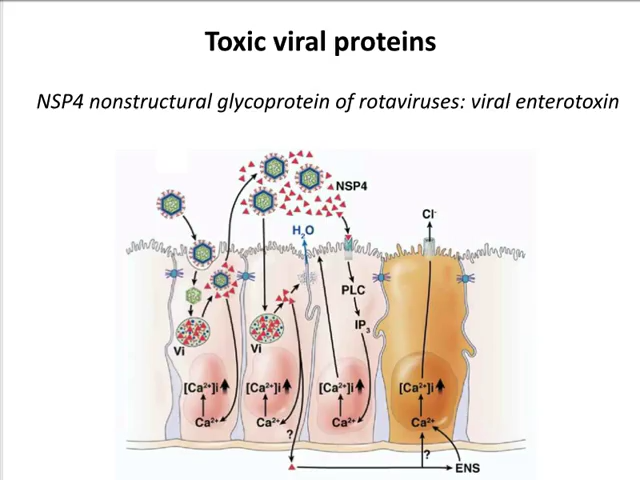 Toxic viral proteins
NSP4 nonstructural glycoprotein of rotaviruses: viral enterotoxin
NSP4
Cl-
H2O
PLC
IP3
Vi
Vi
[Ca2+]i
[Ca2+]i
[Ca2+]i
[Ca2+]i
Ca2+
Ca2+
Ca2+
Ca2+
?
?
ENS